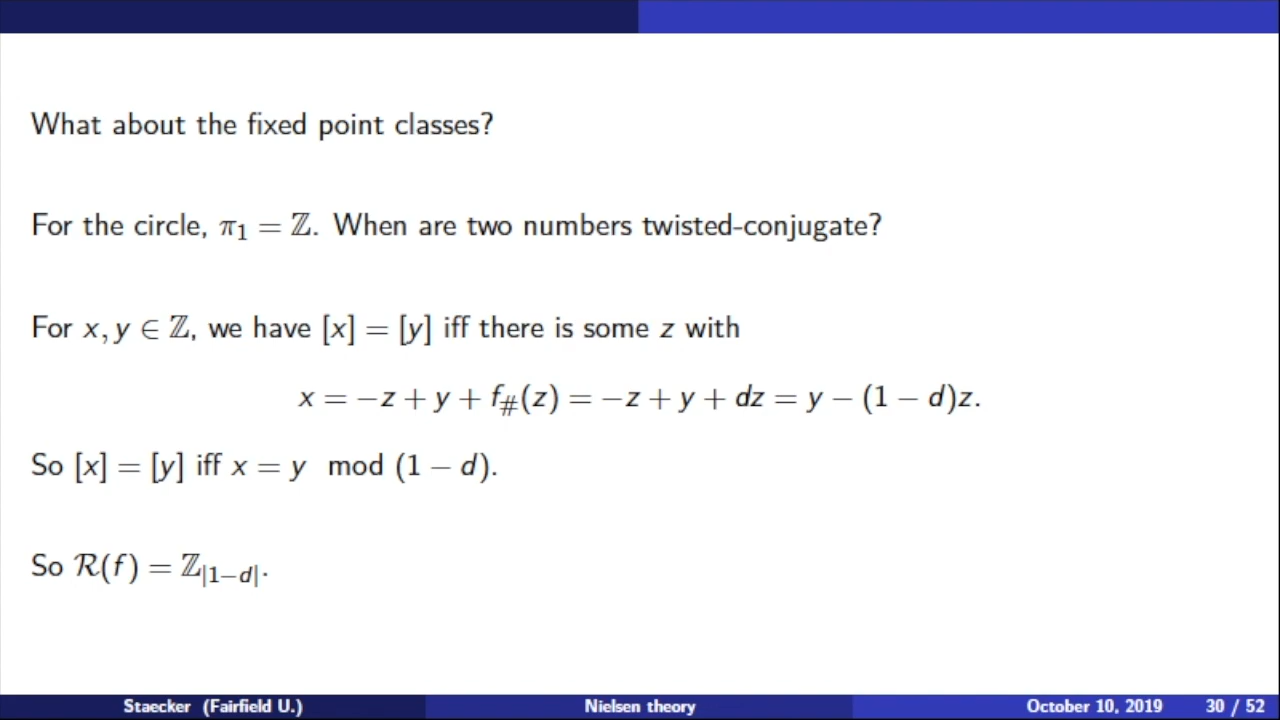 What about the fixed point classes?
For the circle, π₁ = ℤ. When are two numbers twisted-conjugate?
For x, y ∈ ℤ, we have [x] = [y] iff there is some z with
x = −z + y + f_#(z) = −z + y + dz = y − (1 − d)z.
So [x] = [y] iff x = y mod (1 − d).
So ℛ(f) = ℤ_{|1−d|}.
Staecker (Fairfield U.) Nielsen theory October 10, 2019 30 / 52